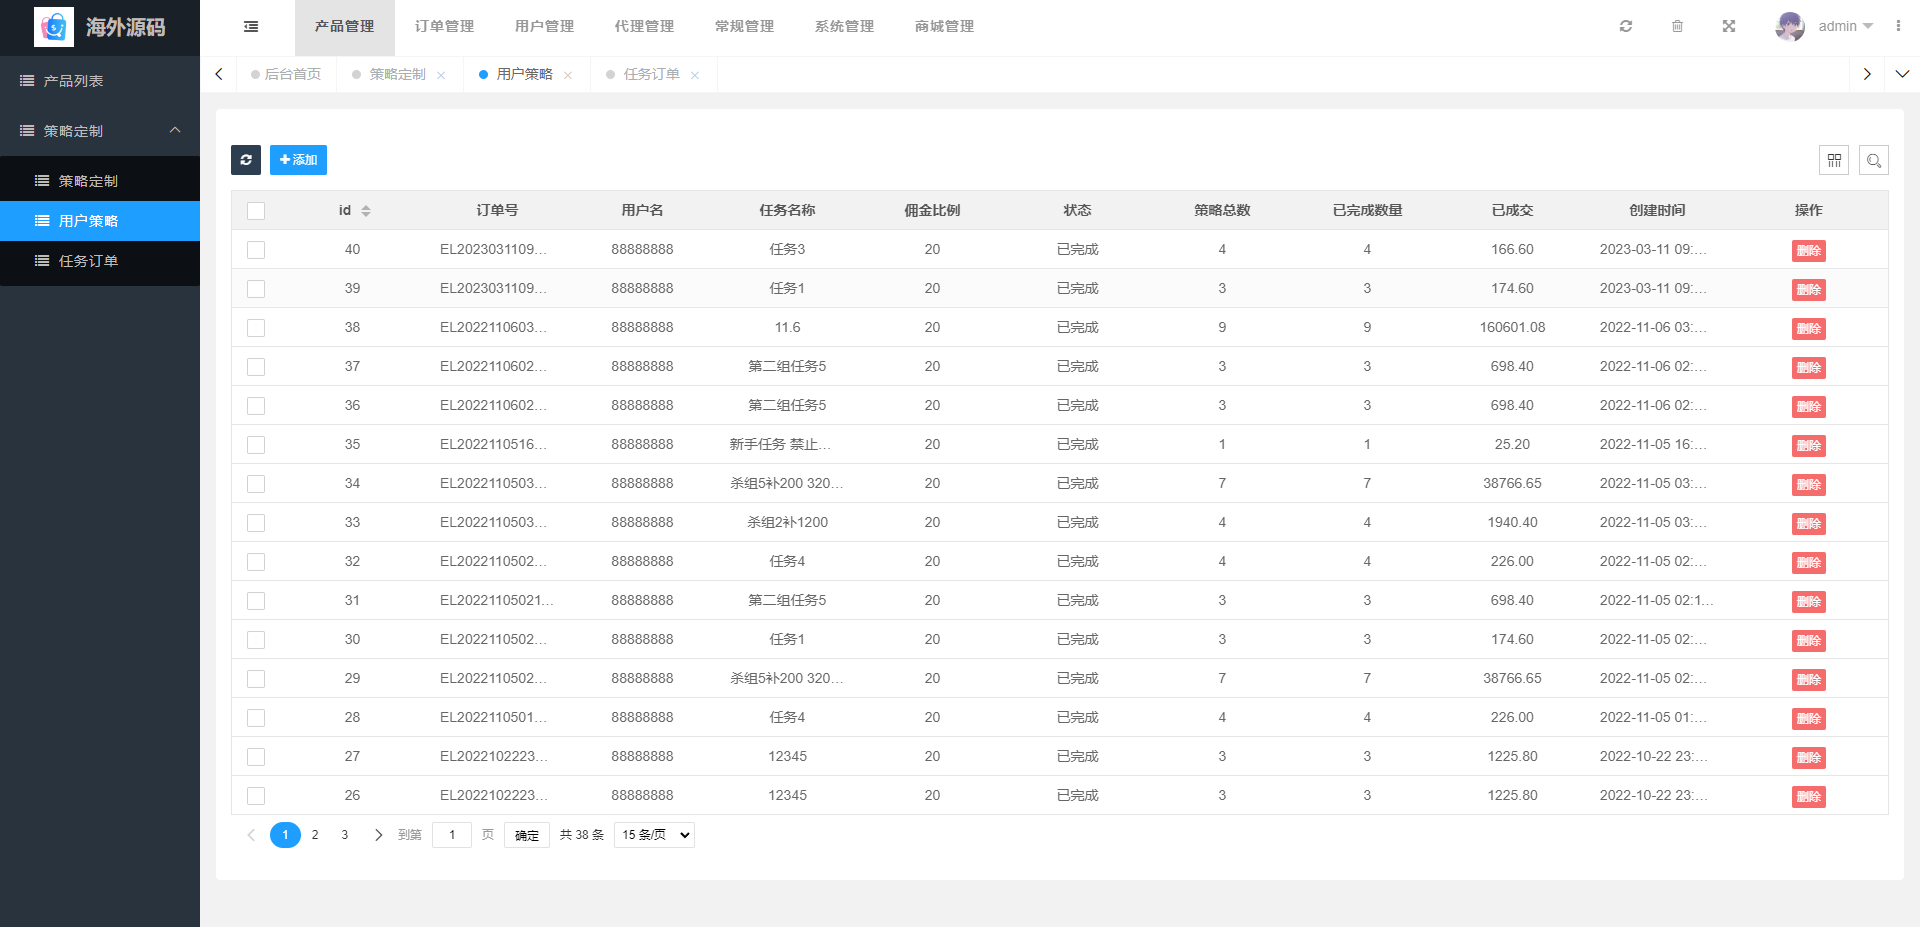 海外源码
产品管理 订单管理 用户管理 代理管理 常规管理 系统管理 商城管理
admin
后台首页 策略定制 用户策略 任务订单
产品列表
策略定制
策略定制
用户策略
任务订单
添加
id 订单号 用户名 任务名称 佣金比例 状态 策略总数 已完成数量 已成交 创建时间 操作
40 EL2023031109... 88888888 任务3 20 已完成 4 4 166.60 2023-03-11 09:... 删除
39 EL2023031109... 88888888 任务1 20 已完成 3 3 174.60 2023-03-11 09:... 删除
38 EL2022110603... 88888888 11.6 20 已完成 9 9 160601.08 2022-11-06 03:... 删除
37 EL2022110602... 88888888 第二组任务5 20 已完成 3 3 698.40 2022-11-06 02:... 删除
36 EL2022110602... 88888888 第二组任务5 20 已完成 3 3 698.40 2022-11-06 02:... 删除
35 EL2022110516... 88888888 新手任务 禁止... 20 已完成 1 1 25.20 2022-11-05 16:... 删除
34 EL2022110503... 88888888 杀组5补200 320... 20 已完成 7 7 38766.65 2022-11-05 03:... 删除
33 EL2022110503... 88888888 杀组2补1200 20 已完成 4 4 1940.40 2022-11-05 03:... 删除
32 EL2022110502... 88888888 任务4 20 已完成 4 4 226.00 2022-11-05 02:... 删除
31 EL20221105021... 88888888 第二组任务5 20 已完成 3 3 698.40 2022-11-05 02:1... 删除
30 EL2022110502... 88888888 任务1 20 已完成 3 3 174.60 2022-11-05 02:... 删除
29 EL2022110502... 88888888 杀组5补200 320... 20 已完成 7 7 38766.65 2022-11-05 02:... 删除
28 EL2022110501... 88888888 任务4 20 已完成 4 4 226.00 2022-11-05 01:... 删除
27 EL2022102223... 88888888 12345 20 已完成 3 3 1225.80 2022-10-22 23:... 删除
26 EL2022102223... 88888888 12345 20 已完成 3 3 1225.80 2022-10-22 23:... 删除
1 2 3 到第 1 页 确定 共 38 条 15 条/页